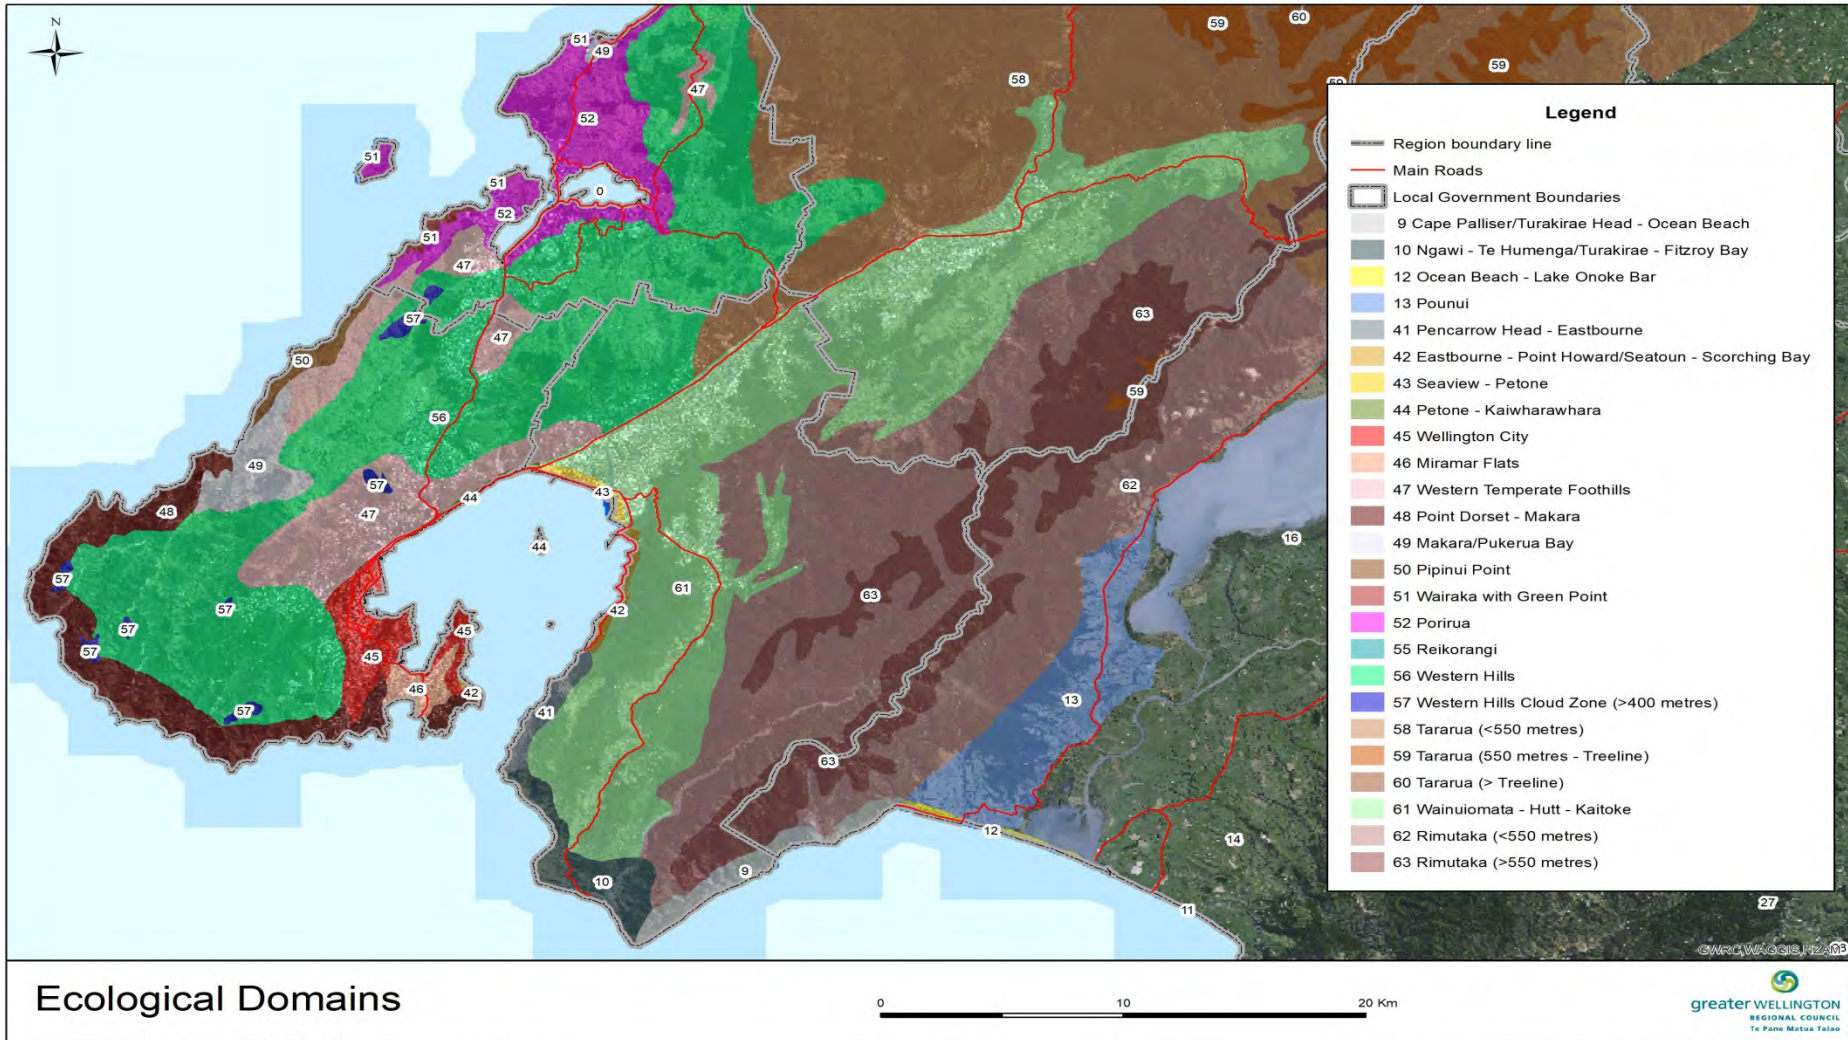 N
51
49
59
60
58
59
59
47
52
51
51
0
52
51
47
57
47
50
63
59
56
49
57
62
48
44
43
47
44
16
57
57
61
63
42
57
45
57
45
46
42
13
57
41
63
12
14
9
10
11
27
Legend
Region boundary line
Main Roads
Local Government Boundaries
9 Cape Palliser/Turakirae Head - Ocean Beach
10 Ngawi - Te Humenga/Turakirae - Fitzroy Bay
12 Ocean Beach - Lake Onoke Bar
13 Pounui
41 Pencarrow Head - Eastbourne
42 Eastbourne - Point Howard/Seatoun - Scorching Bay
43 Seaview - Petone
44 Petone - Kaiwharawhara
45 Wellington City
46 Miramar Flats
47 Western Temperate Foothills
48 Point Dorset - Makara
49 Makara/Pukerua Bay
50 Pipinui Point
51 Wairaka with Green Point
52 Porirua
55 Reikorangi
56 Western Hills
57 Western Hills Cloud Zone (>400 metres)
58 Tararua (<550 metres)
59 Tararua (550 metres - Treeline)
60 Tararua (> Treeline)
61 Wainuiomata - Hutt - Kaitoke
62 Rimutaka (<550 metres)
63 Rimutaka (>550 metres)
GWRC,WAGGIS,NZAM
Ecological Domains
0 10 20 Km
greater WELLINGTON
REGIONAL COUNCIL
Te Pane Matua Taiao